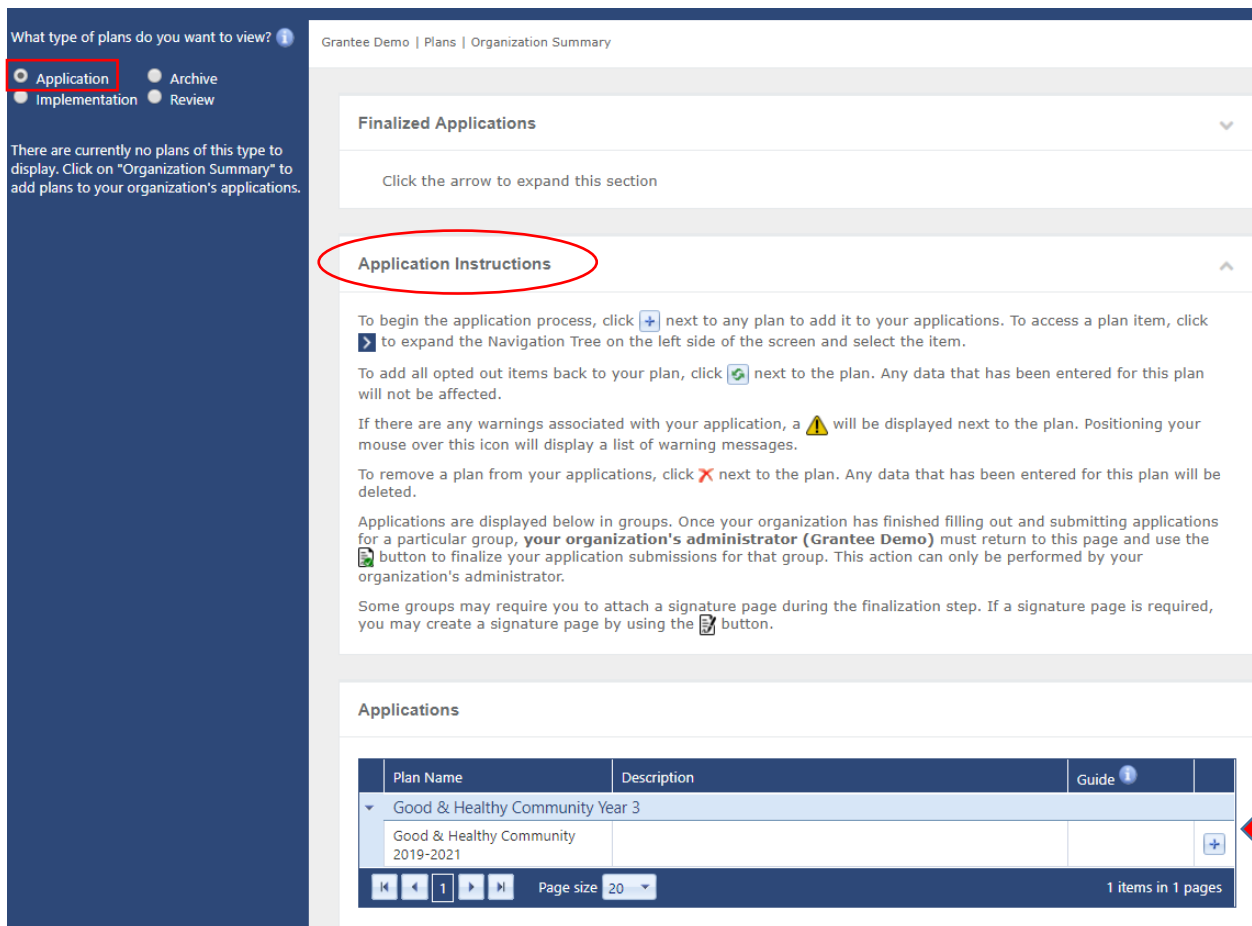 What type of plans do you want to view?
Application
Archive
Implementation
Review
There are currently no plans of this type to
display. Click on "Organization Summary" to
add plans to your organization's applications.
Grantee Demo | Plans | Organization Summary
Finalized Applications
Click the arrow to expand this section
Application Instructions
To begin the application process, click + next to any plan to add it to your applications. To access a plan item, click
> to expand the Navigation Tree on the left side of the screen and select the item.
To add all opted out items back to your plan, click next to the plan. Any data that has been entered for this plan
will not be affected.
If there are any warnings associated with your application, a will be displayed next to the plan. Positioning your
mouse over this icon will display a list of warning messages.
To remove a plan from your applications, click next to the plan. Any data that has been entered for this plan will be
deleted.
Applications are displayed below in groups. Once your organization has finished filling out and submitting applications
for a particular group, your organization's administrator (Grantee Demo) must return to this page and use the
button to finalize your application submissions for that group. This action can only be performed by your
organization's administrator.
Some groups may require you to attach a signature page during the finalization step. If a signature page is required,
you may create a signature page by using the button.
Applications
Plan Name Description Guide
Good & Healthy Community Year 3
Good & Healthy Community
2019-2021
1 Page size 20 1 items in 1 pages